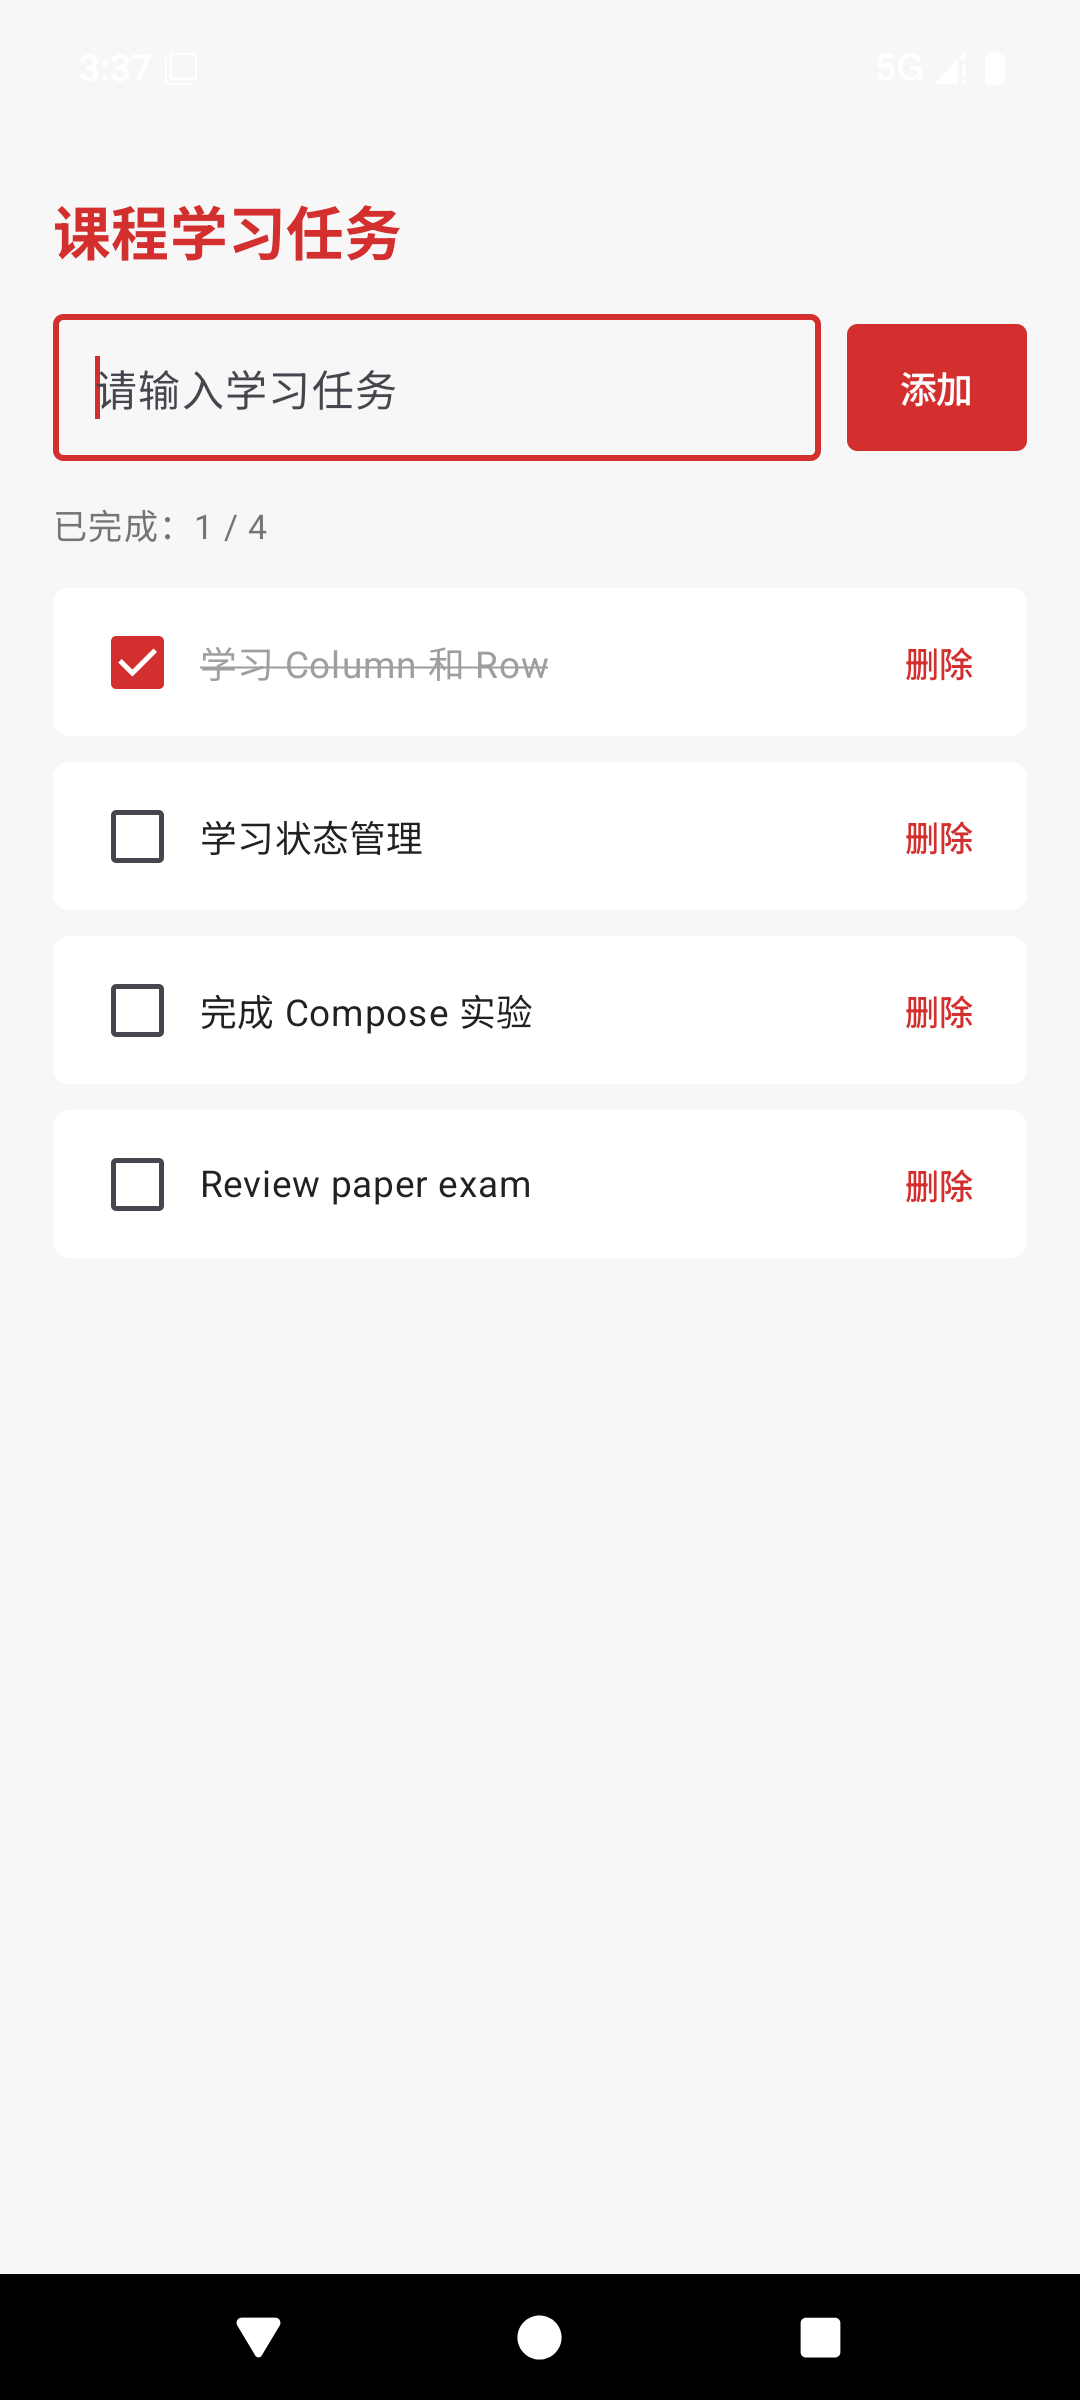 3:37 5G
课程学习任务
请输入学习任务 添加
已完成：1 / 4
学习 Column 和 Row 删除
学习状态管理 删除
完成 Compose 实验 删除
Review paper exam 删除